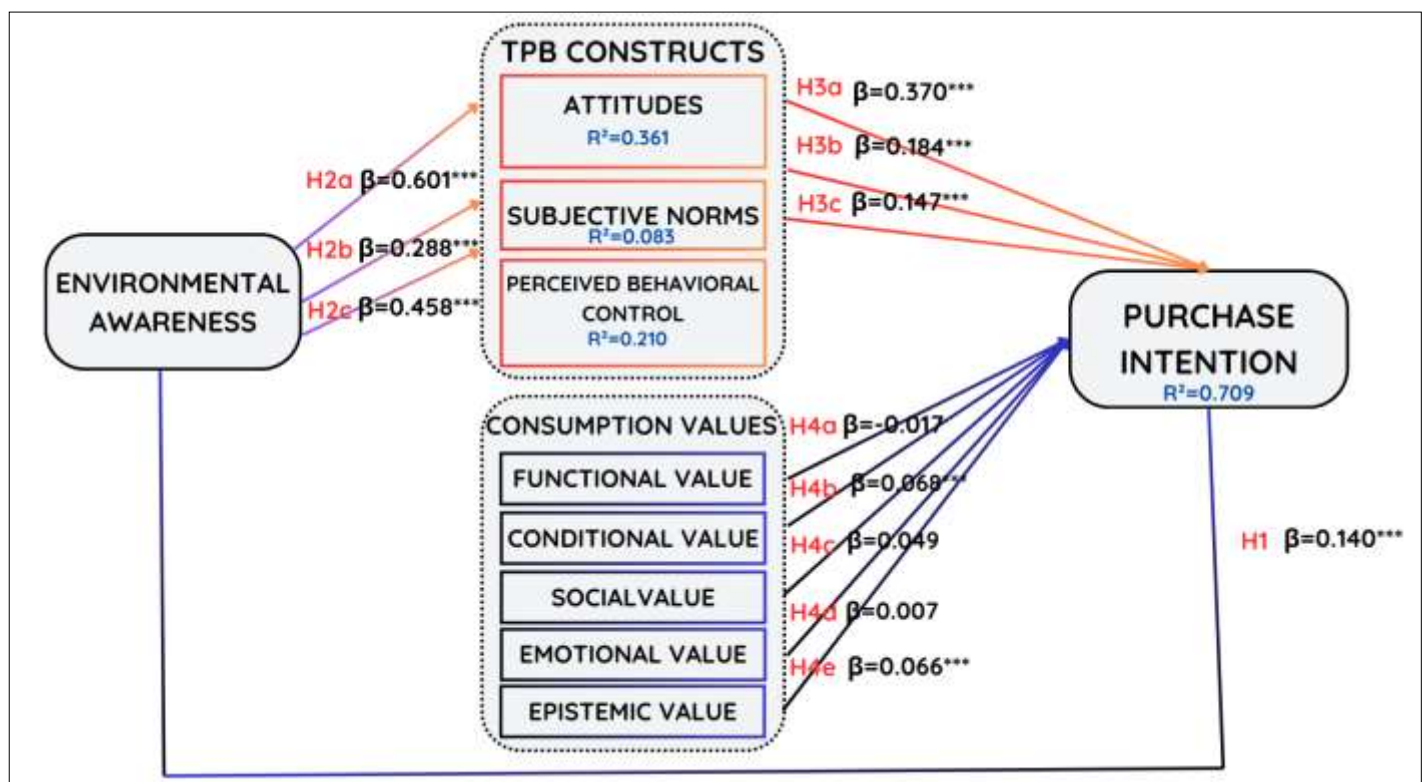 TPB CONSTRUCTS
ATTITUDES
R²=0.361
SUBJECTIVE NORMS
R²=0.083
PERCEIVED BEHAVIORAL
CONTROL
R²=0.210
H2a β=0.601***
H2b β=0.288***
H2c β=0.458***
ENVIRONMENTAL
AWARENESS
H3a β=0.370***
H3b β=0.184***
H3c β=0.147***
PURCHASE
INTENTION
R²=0.709
CONSUMPTION VALUES
FUNCTIONAL VALUE
CONDITIONAL VALUE
SOCIALVALUE
EMOTIONAL VALUE
EPISTEMIC VALUE
H4a β=-0.017
H4b β=0.068***
H4c β=0.049
H4d β=0.007
H4e β=0.066***
H1 β=0.140***